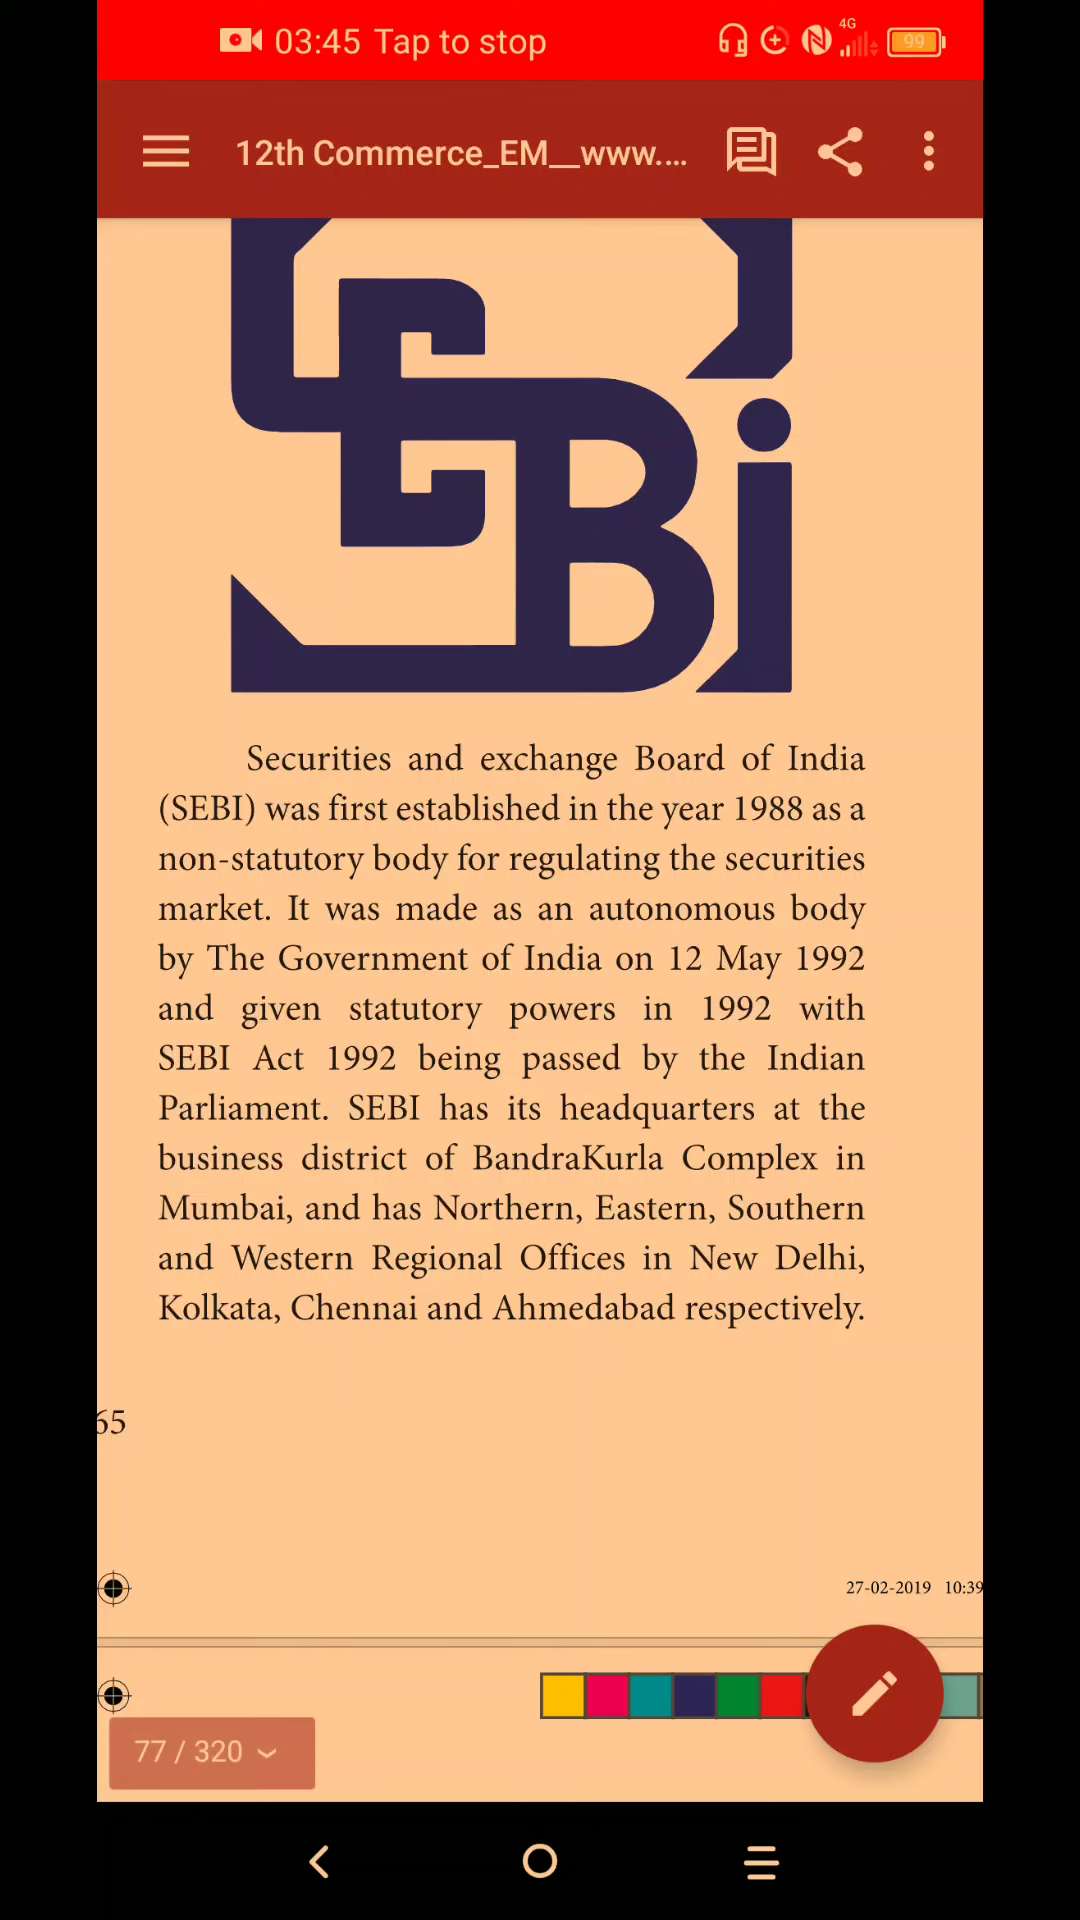 03:45 Tap to stop
4G
99
12th Commerce_EM__www....
SEBi
Securities and exchange Board of India
(SEBI) was first established in the year 1988 as a
non-statutory body for regulating the securities
market. It was made as an autonomous body
by The Government of India on 12 May 1992
and given statutory powers in 1992 with
SEBI Act 1992 being passed by the Indian
Parliament. SEBI has its headquarters at the
business district of BandraKurla Complex in
Mumbai, and has Northern, Eastern, Southern
and Western Regional Offices in New Delhi,
Kolkata, Chennai and Ahmedabad respectively.
65
27-02-2019 10:39
77 / 320